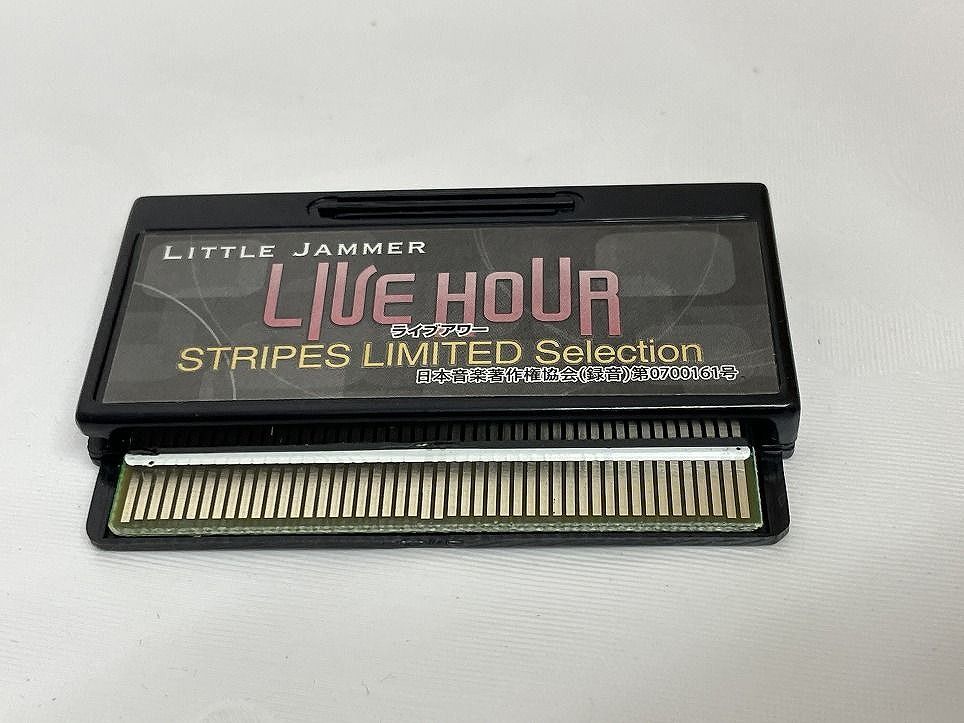 LITTLE JAMMER
LIVE HOUR
ライブアワー
STRIPES LIMITED Selection
日本音楽著作権協会(録音)第0700161号